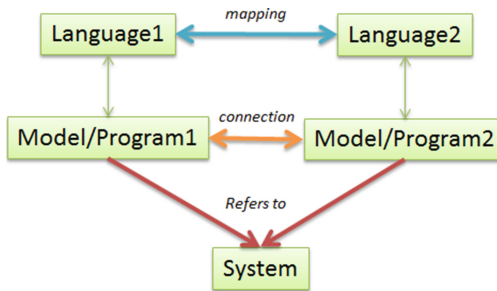 mapping
Language1
Language2
connection
Model/Program1
Model/Program2
Refers to
System